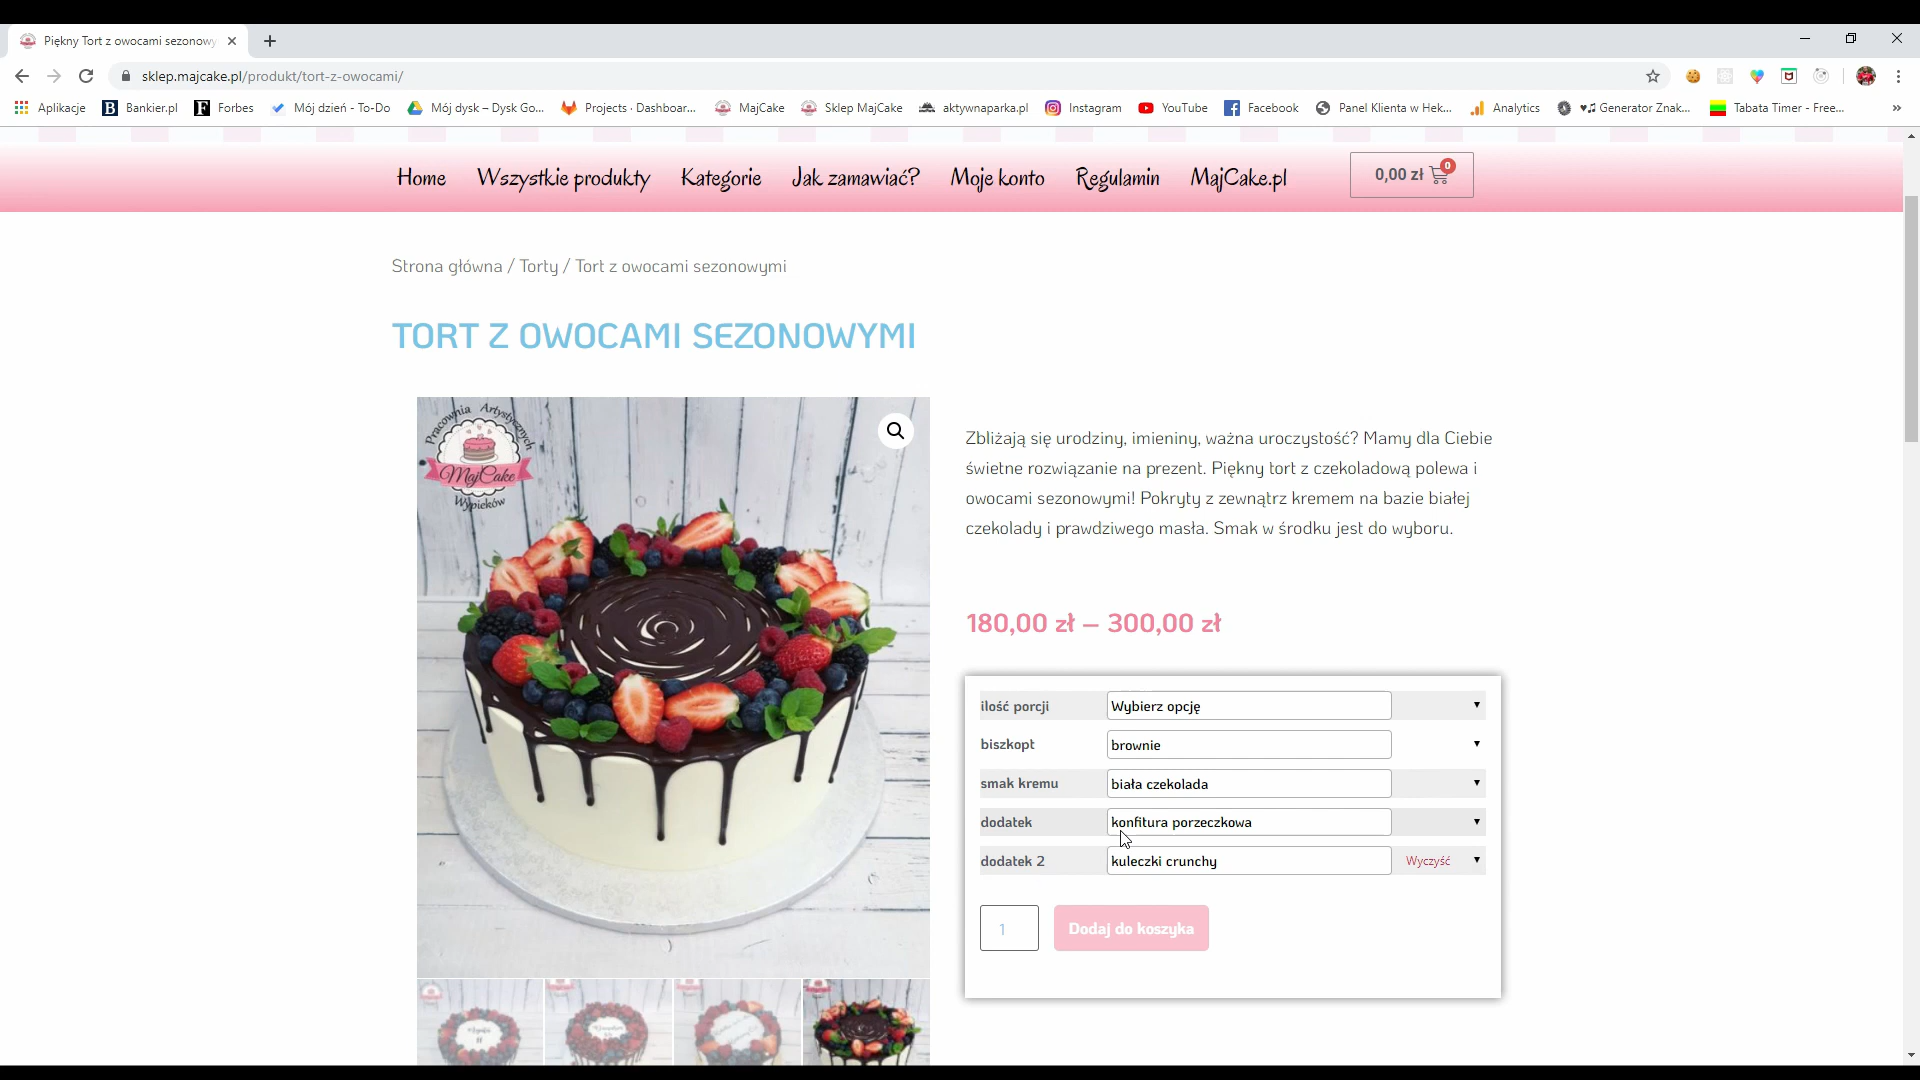 Piękny Tort z owocami sezonowy
sklep.majcake.pl/produkt/tort-z-owocami/
Aplikacje
Bankier.pl
Forbes
Mój dzień - To-Do
Mój dysk – Dysk Go...
Projects · Dashboar...
MajCake
Sklep MajCake
aktywnaparka.pl
Instagram
YouTube
Facebook
Panel Klienta w Hek...
Analytics
♥♫ Generator Znak...
Tabata Timer - Free...
Home
Wszystkie produkty
Kategorie
Jak zamawiać?
Moje konto
Regulamin
MajCake.pl
0,00 zł
0
Strona główna / Torty / Tort z owocami sezonowymi
TORT Z OWOCAMI SEZONOWYMI
Pracownia Artystycznych
MajCake
Wypieków
Zbliżają się urodziny, imieniny, ważna uroczystość? Mamy dla Ciebie
świetne rozwiązanie na prezent. Piękny tort z czekoladową polewa i
owocami sezonowymi! Pokryty z zewnątrz kremem na bazie białej
czekolady i prawdziwego masła. Smak w środku jest do wyboru.
180,00 zł – 300,00 zł
ilość porcji
Wybierz opcję
biszkopt
brownie
smak kremu
biała czekolada
dodatek
konfitura porzeczkowa
dodatek 2
kuleczki crunchy
Wyczyść
1
Dodaj do koszyka